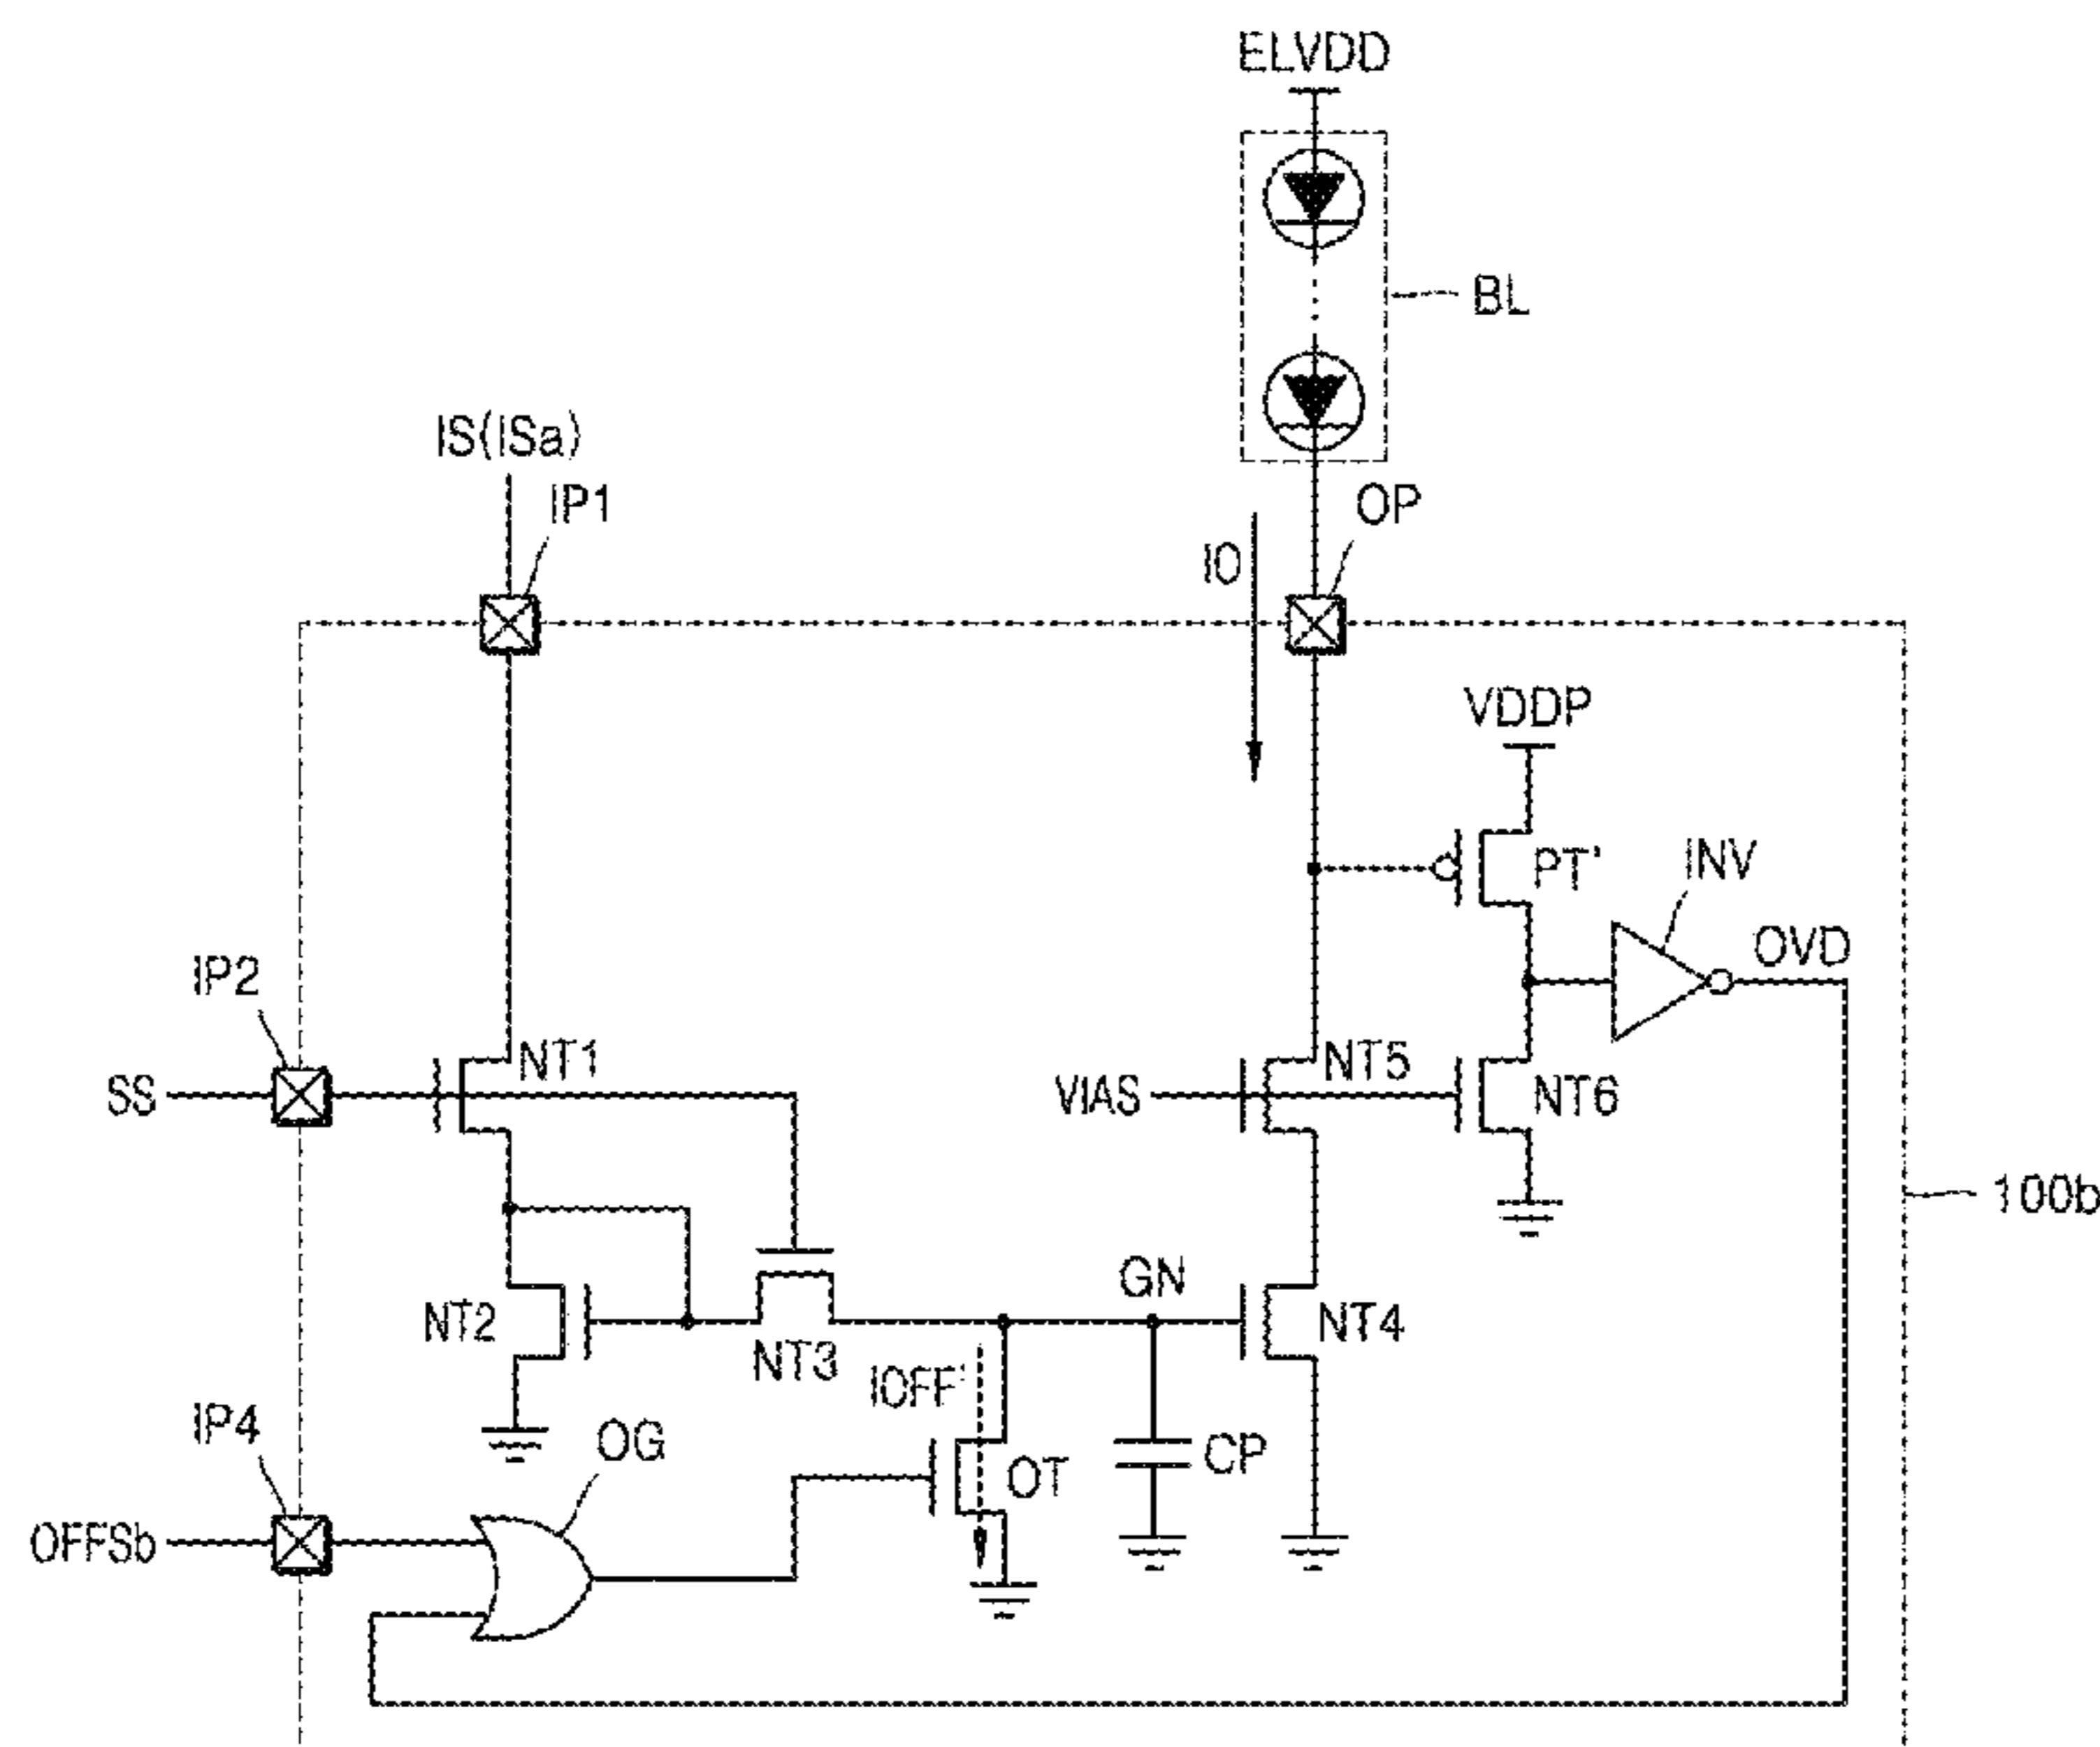 ELVDD
BL
IS(ISa)
IP1
OP
IO
VDDP
PT'
INV
OVD
IP2
NT1
NT5
SS
VIAS
NT6
100b
GN
NT2
NT3
NT4
ICFF'
IP4
OG
OT
CP
OFFSb